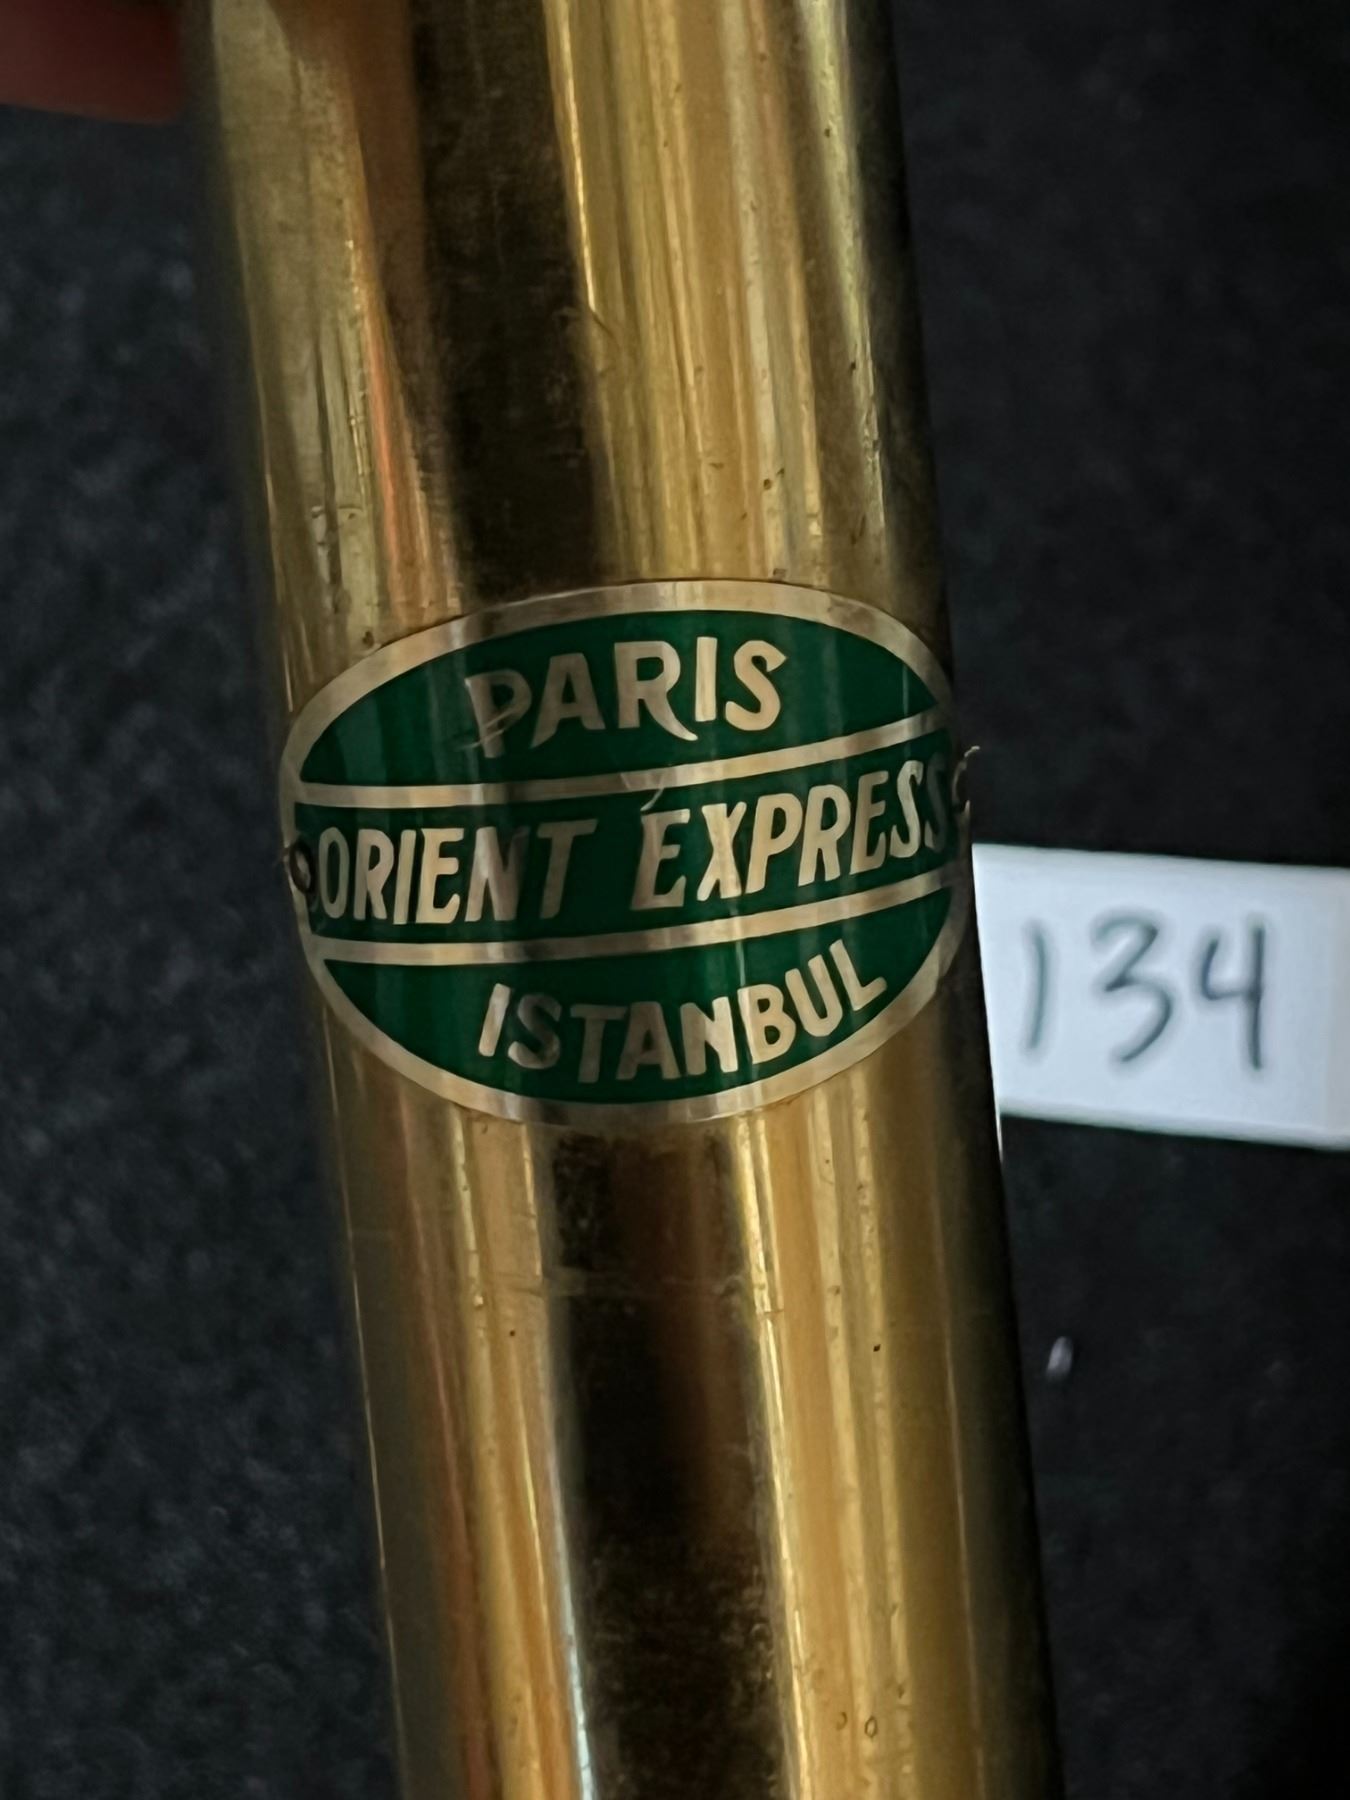 PARIS
ORIENT EXPRESS
ISTANBUL
134